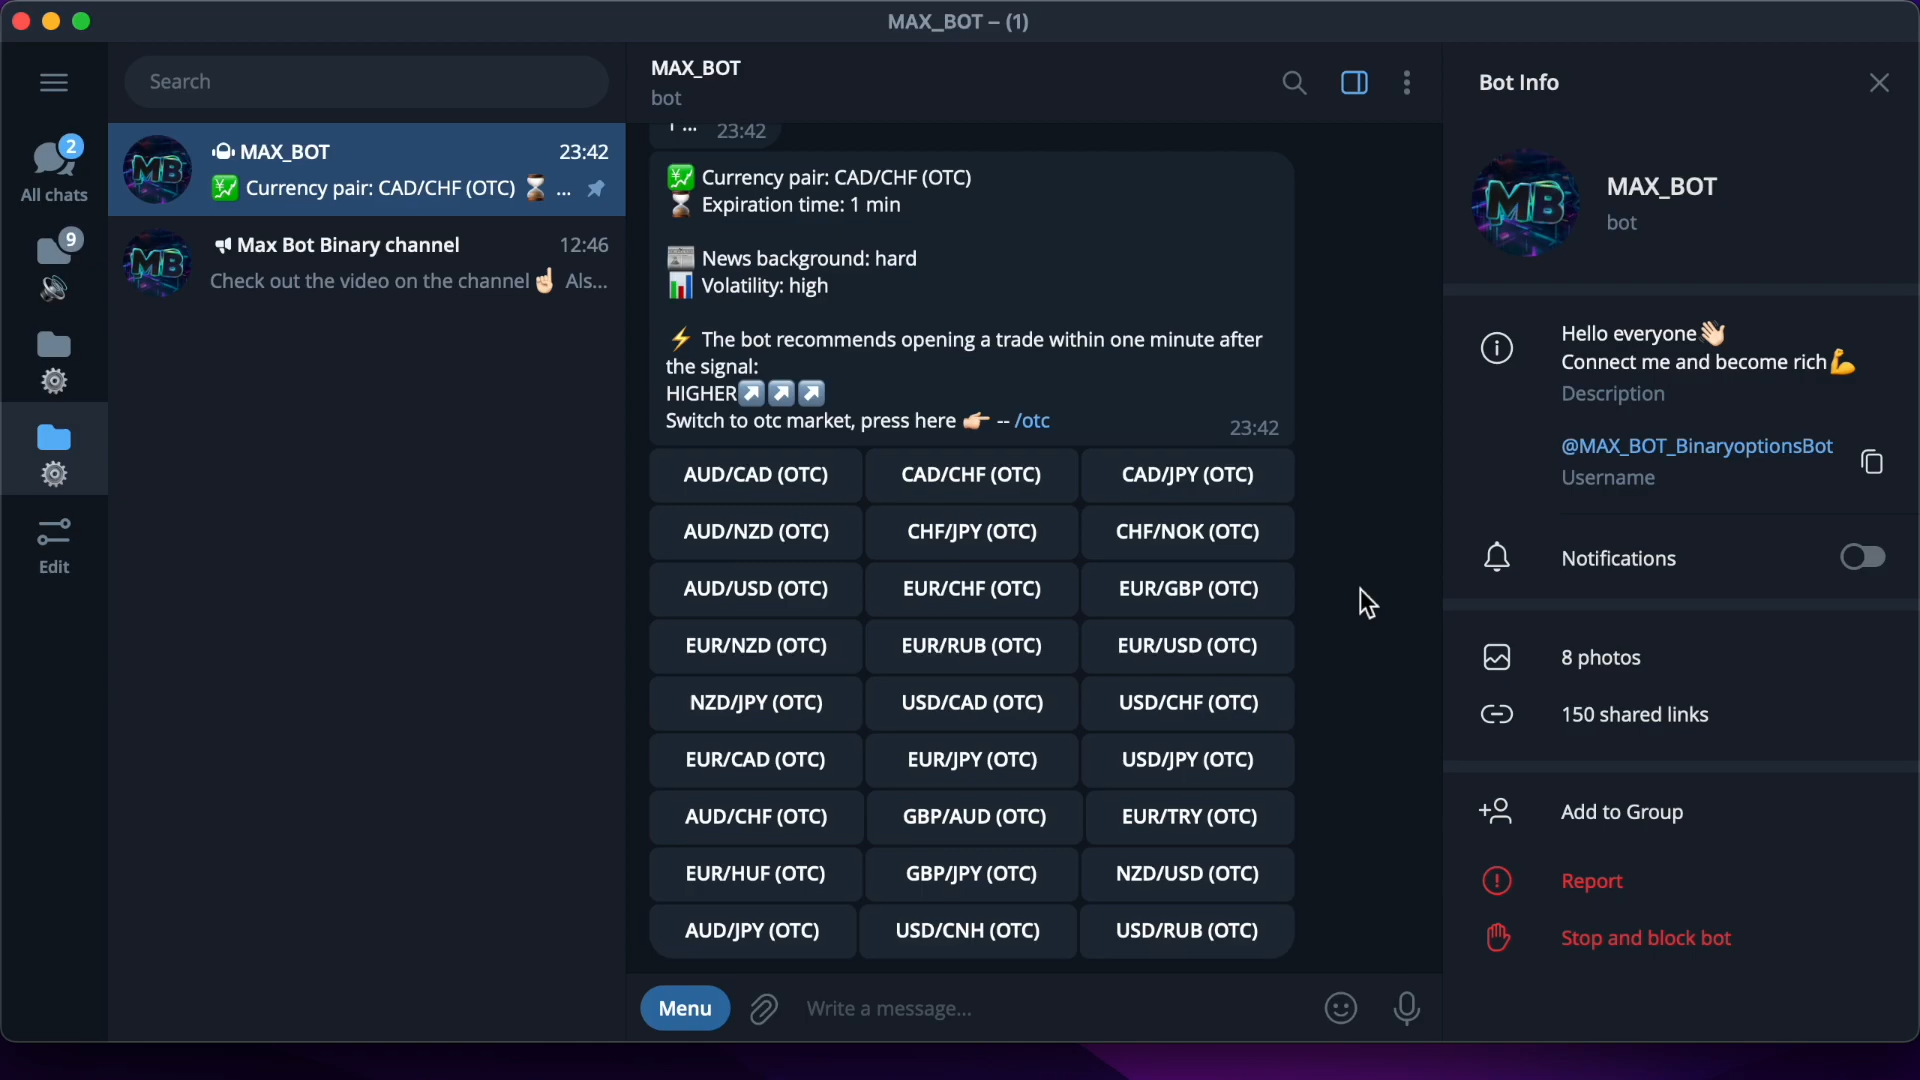 MAX_BOT – (1)
Search
2
All chats
9
Edit
MAX_BOT
23:42
Currency pair: CAD/CHF (OTC) ⌛ ...
Max Bot Binary channel
12:46
Check out the video on the channel☝🏻 Als...
MAX_BOT
bot
23:42
💹 Currency pair: CAD/CHF (OTC)
⌛ Expiration time: 1 min
📰 News background: hard
📊 Volatility: high
⚡ The bot recommends opening a trade within one minute after
the signal:
HIGHER↗️↗️↗️
Switch to otc market, press here 👉🏻 -- /otc
23:42
AUD/CAD (OTC) CAD/CHF (OTC) CAD/JPY (OTC)
AUD/NZD (OTC) CHF/JPY (OTC) CHF/NOK (OTC)
AUD/USD (OTC) EUR/CHF (OTC) EUR/GBP (OTC)
EUR/NZD (OTC) EUR/RUB (OTC) EUR/USD (OTC)
NZD/JPY (OTC) USD/CAD (OTC) USD/CHF (OTC)
EUR/CAD (OTC) EUR/JPY (OTC) USD/JPY (OTC)
AUD/CHF (OTC) GBP/AUD (OTC) EUR/TRY (OTC)
EUR/HUF (OTC) GBP/JPY (OTC) NZD/USD (OTC)
AUD/JPY (OTC) USD/CNH (OTC) USD/RUB (OTC)
Menu
Write a message...
Bot Info
MB
MAX_BOT
bot
Hello everyone👋🏻
Connect me and become rich💪
Description
@MAX_BOT_BinaryoptionsBot
Username
Notifications
8 photos
150 shared links
Add to Group
Report
Stop and block bot